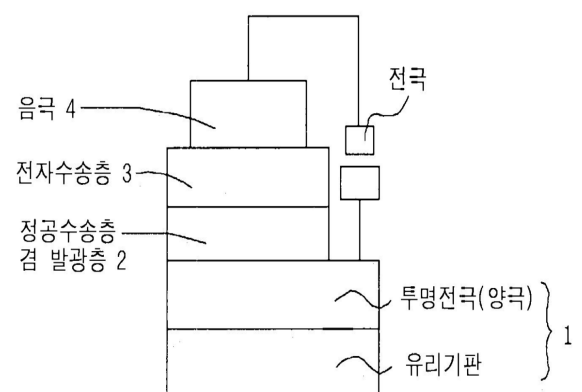 전극
음극 4
전자수송층 3
정공수송층
겸 발광층 2
투명전극(양극)
1
유리기판